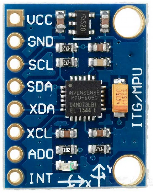 VCC
GND
SCL
SDA
XDA
XCL
ADO
INT
ITG/MPU